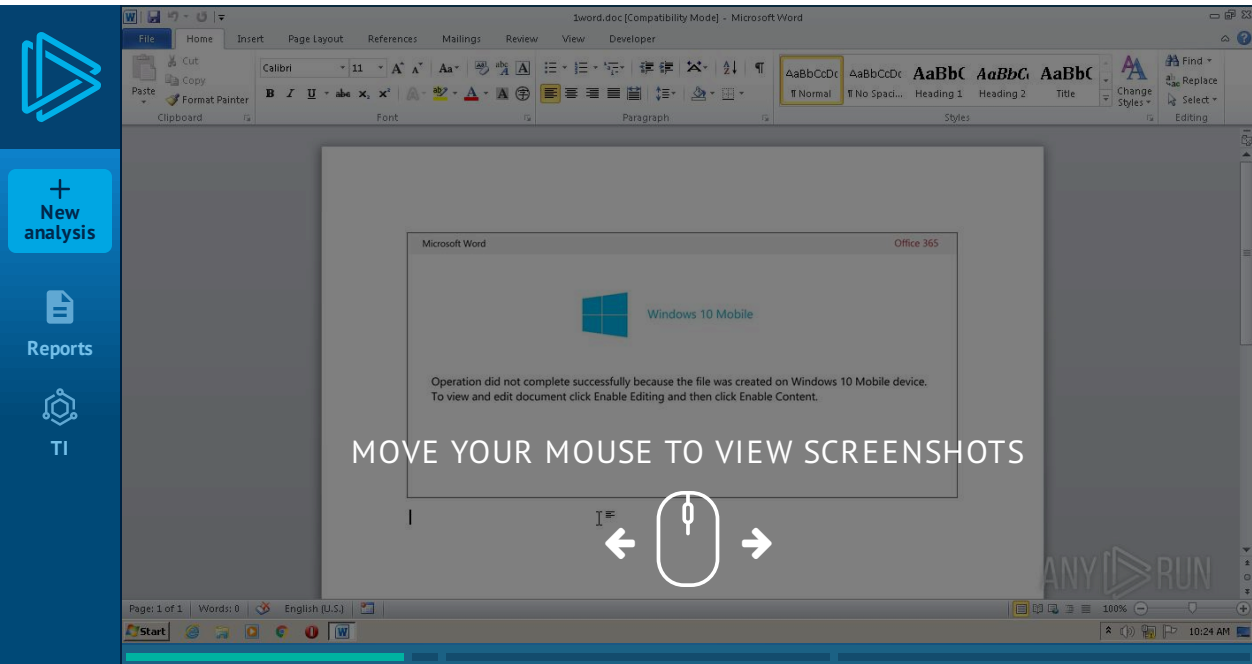 1word.doc [Compatibility Mode] - Microsoft Word
File Home Insert Page Layout References Mailings Review View Developer
Paste
Cut
Copy
Format Painter
Clipboard
Calibri 11
Font
Paragraph
AaBbCcDc AaBbCcDc AaBbC AaBbC AaBbC
¶ Normal ¶ No Spaci... Heading 1 Heading 2 Title
Change
Styles
Styles
Find
Replace
Select
Editing
New
analysis
Reports
TI
Microsoft Word Office 365
Windows 10 Mobile
Operation did not complete successfully because the file was created on Windows 10 Mobile device.
To view and edit document click Enable Editing and then click Enable Content.
MOVE YOUR MOUSE TO VIEW SCREENSHOTS
ANY RUN
Page: 1 of 1 Words: 0 English (U.S.) 100%
Start 10:24 AM